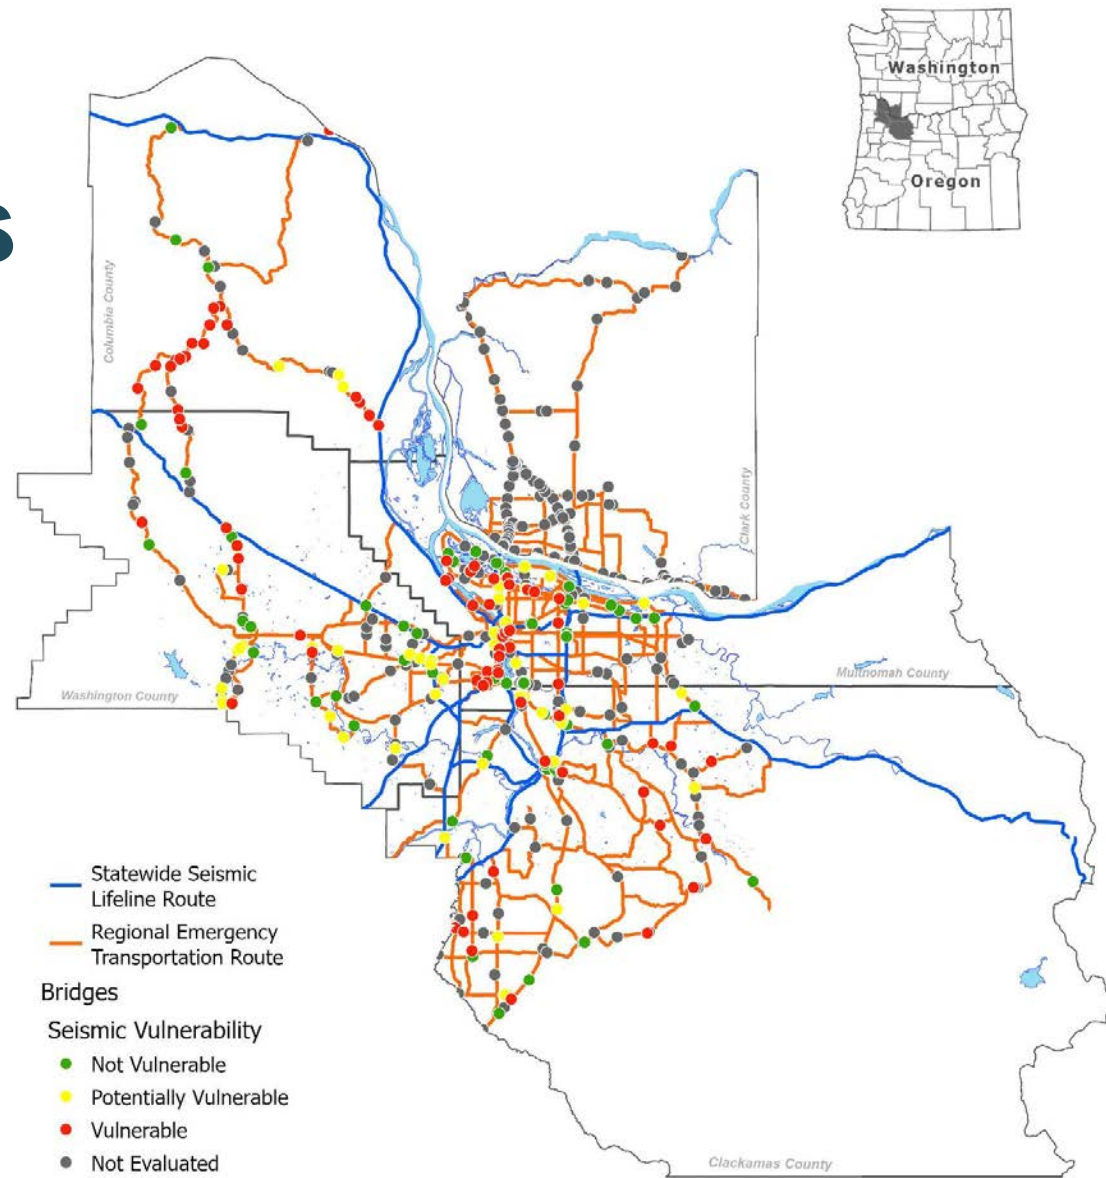 s
Washington
Oregon
Columbia County
Clark County
Multnomah County
Washington County
Statewide Seismic
Lifeline Route
Regional Emergency
Transportation Route
Bridges
Seismic Vulnerability
Not Vulnerable
Potentially Vulnerable
Vulnerable
Not Evaluated
Clackamas County